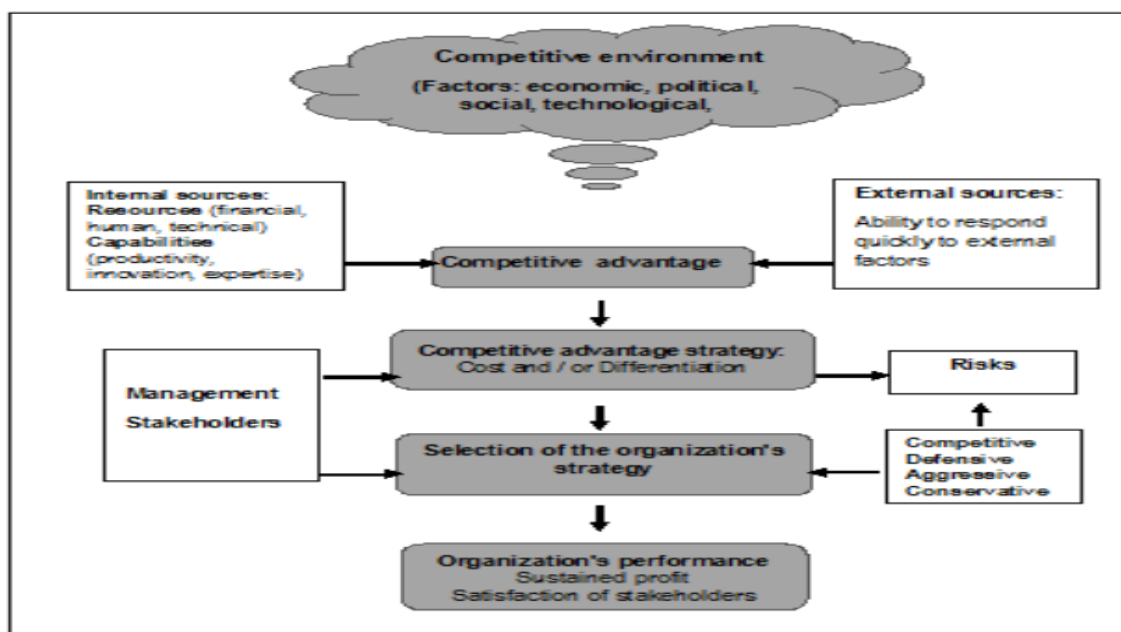 Competitive environment
(Factors: economic, political,
social, technological,
Internal sources:
Resources (financial,
human, technical)
Capabilities
(productivity,
innovation, expertise)
External sources:
Ability to respond
quickly to external
factors
Competitive advantage
Competitive advantage strategy:
Cost and / or Differentiation
Management
Stakeholders
Risks
Selection of the organization's
strategy
Competitive
Defensive
Aggressive
Conservative
Organization's performance
Sustained profit
Satisfaction of stakeholders